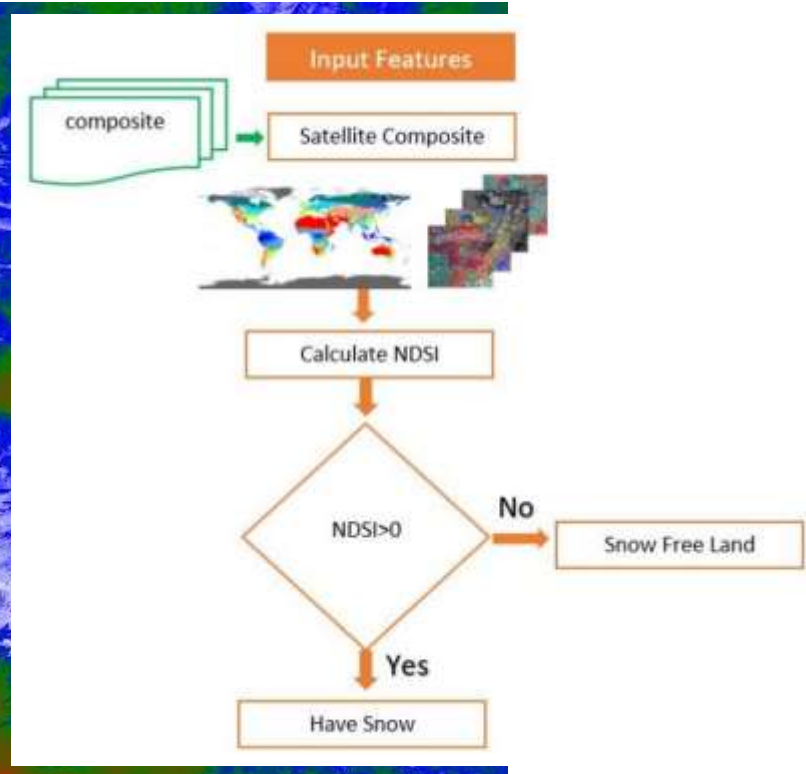 Input Features
composite
Satellite Composite
Calculate NDSI
NDSI>0
No
Snow Free Land
Yes
Have Snow